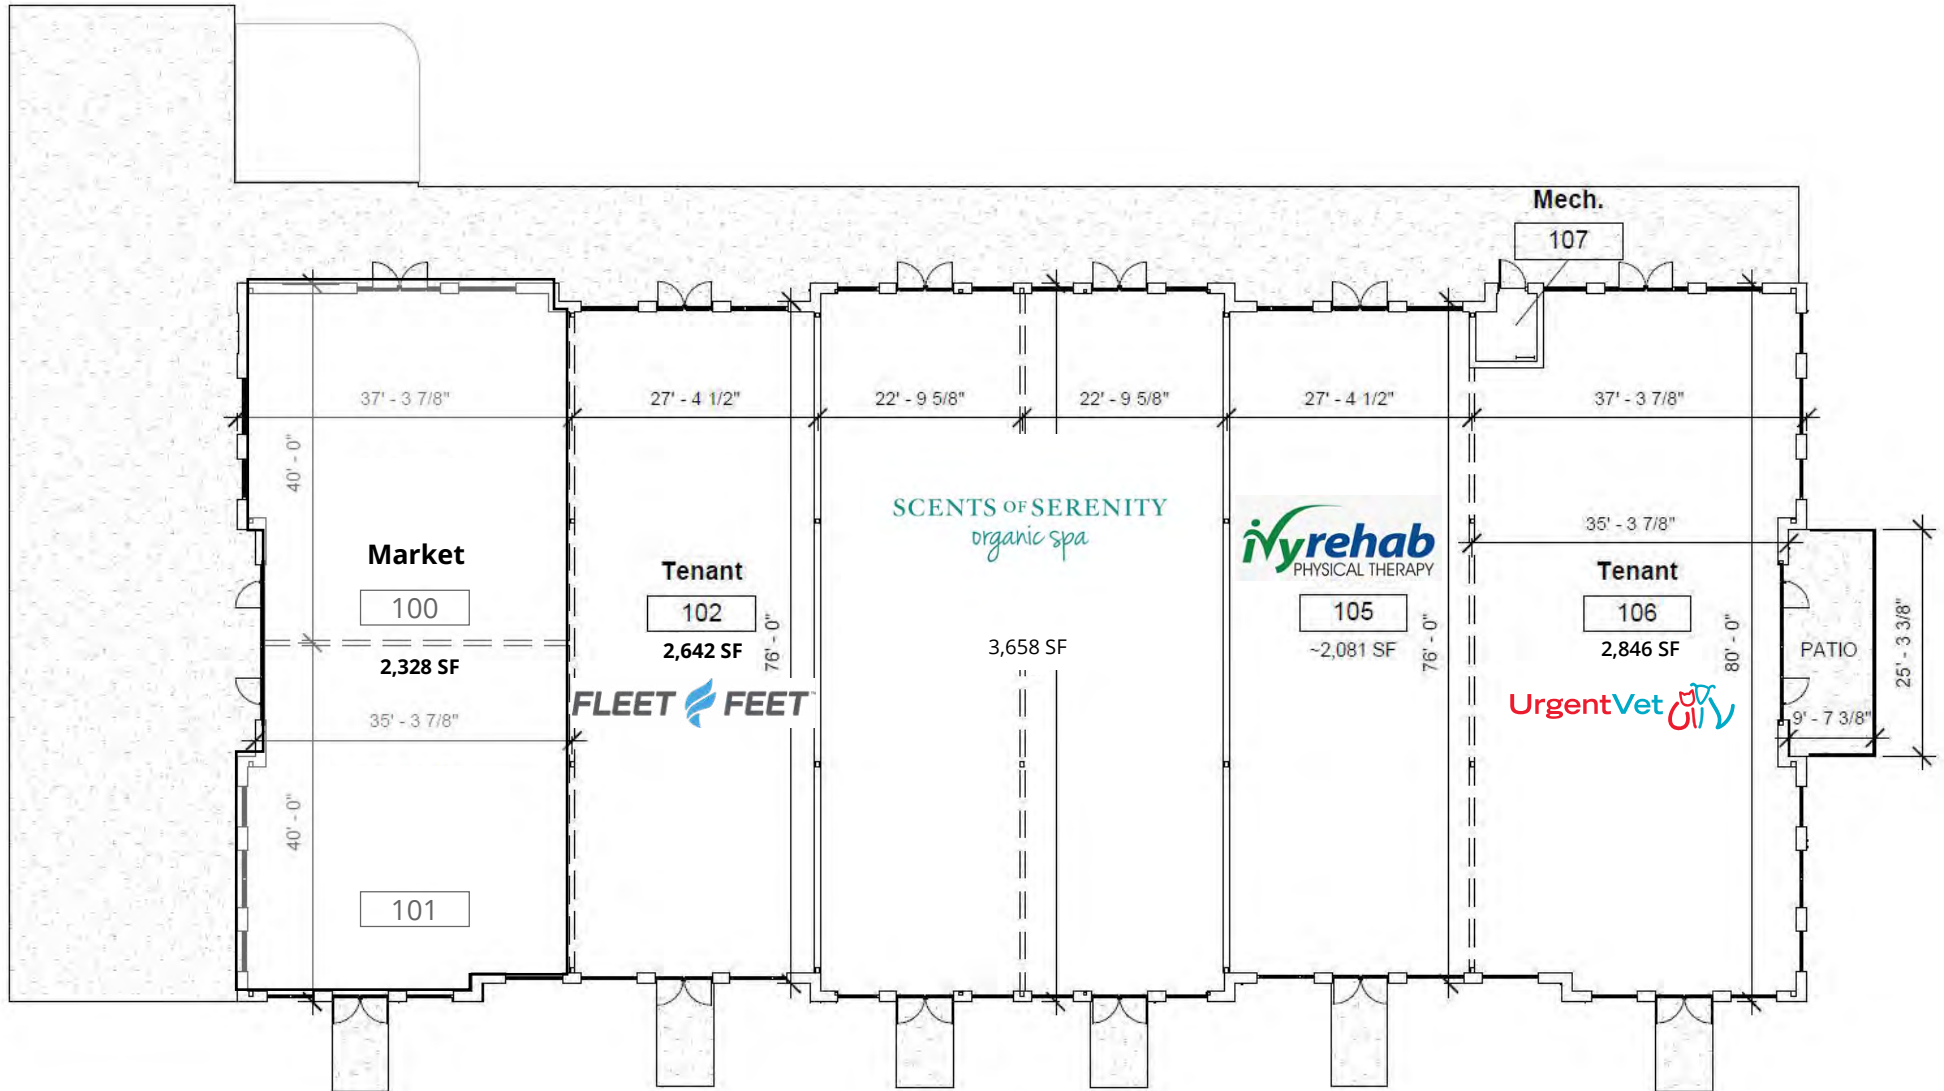 Mech.
107
37' - 3 7/8"
27' - 4 1/2"
22' - 9 5/8"
22' - 9 5/8"
27' - 4 1/2"
37' - 3 7/8"
40' - 0"
Market
100
2,328 SF
35' - 3 7/8"
40' - 0"
101
Tenant
102
2,642 SF
76' - 0"
FLEET FEET
SCENTS OF SERENITY
organic spa
3,658 SF
ivyrehab
PHYSICAL THERAPY
105
~2,081 SF
76' - 0"
35' - 3 7/8"
Tenant
106
2,846 SF
80' - 0"
UrgentVet
PATIO
9' - 7 3/8"
25' - 3 3/8"